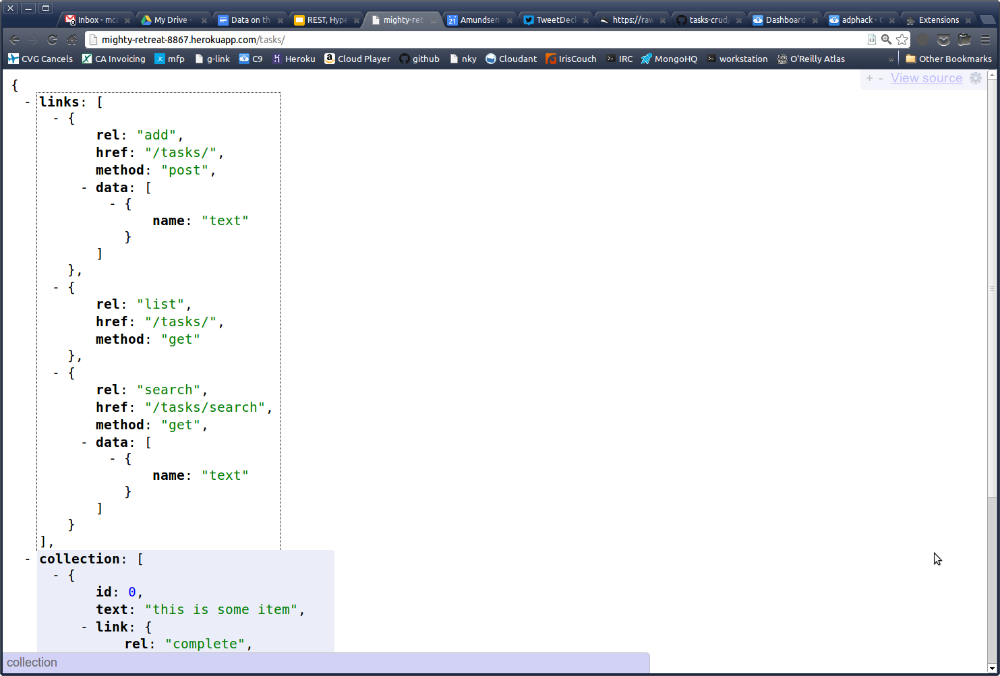 Inbox - mca
My Drive -
Data on th
REST, Hype
mighty-ret
21 Amundsen
TweetDeck
https://raw
tasks-crud/
Dashboard
adphack - C
Extensions
mighty-retreat-8867.herokuapp.com/tasks/
CVG Cancels CA Invoicing mfp g-link C9 Heroku Cloud Player github nky Cloudant IrisCouch IRC MongoHQ workstation O'Reilly Atlas » Other Bookmarks
+ - View source
{
- links: [
- {
rel: "add",
href: "/tasks/",
method: "post",
- data: [
- {
name: "text"
}
]
},
- {
rel: "list",
href: "/tasks/",
method: "get"
},
- {
rel: "search",
href: "/tasks/search",
method: "get",
- data: [
- {
name: "text"
}
]
}
],
- collection: [
- {
id: 0,
text: "this is some item",
- link: {
rel: "complete",
collection